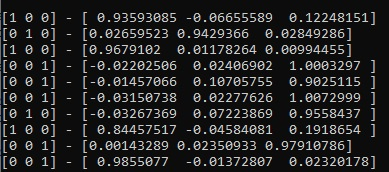 [1 0 0] - [ 0.93593085 -0.06655589  0.12248151]
[0 1 0] - [0.02659523 0.9429366  0.02849286]
[1 0 0] - [0.9679102  0.01178264 0.00994455]
[0 0 1] - [-0.02202506  0.02406902  1.0003297 ]
[0 0 1] - [-0.01457066  0.10705755  0.9025115 ]
[0 0 1] - [-0.03150738  0.02277626  1.0072999 ]
[0 1 0] - [-0.03267369  0.07223869  0.9558437 ]
[1 0 0] - [ 0.84457517 -0.04584081  0.1918654 ]
[0 0 1] - [0.00143289 0.02350933 0.97910786]
[0 0 1] - [ 0.9855077  -0.01372807  0.02320178]